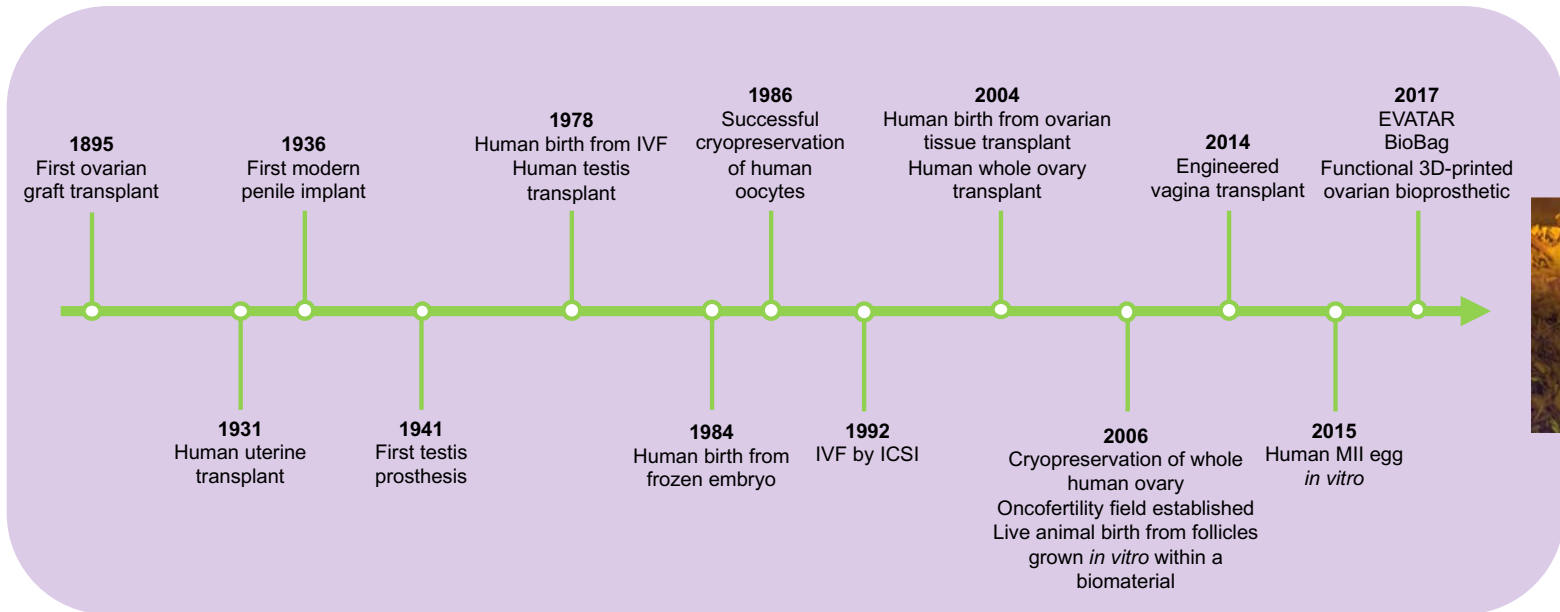 1895
First ovarian
graft transplant
1936
First modern
penile implant
1978
Human birth from IVF
Human testis
transplant
1986
Successful
cryopreservation
of human
oocytes
2004
Human birth from ovarian
tissue transplant
Human whole ovary
transplant
2014
Engineered
vagina transplant
2017
EVATAR
BioBag
Functional 3D-printed
ovarian bioprosthetic
1931
Human uterine
transplant
1941
First testis
prosthesis
1984
Human birth from
frozen embryo
1992
IVF by ICSI
2006
Cryopreservation of whole
human ovary
Oncofertility field established
Live animal birth from follicles
grown in vitro within a
biomaterial
2015
Human MII egg
in vitro